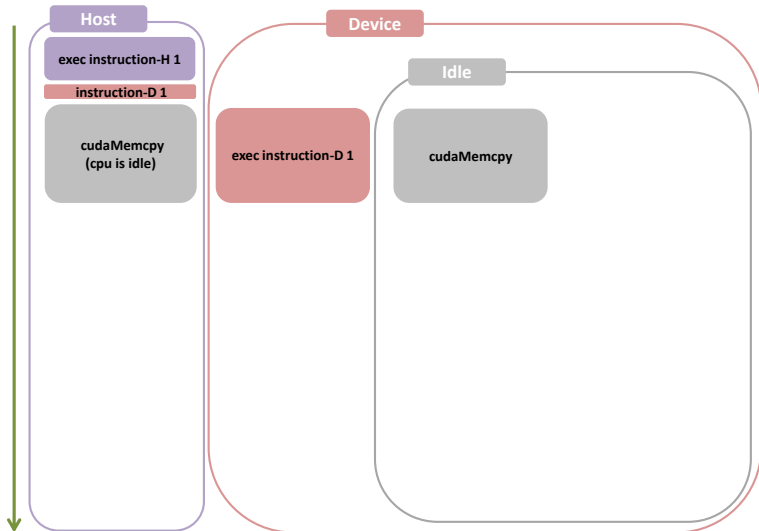 Host
Device
exec instruction-H 1
Idle
instruction-D 1
cudaMemcpy
(cpu is idle)
exec instruction-D 1
cudaMemcpy